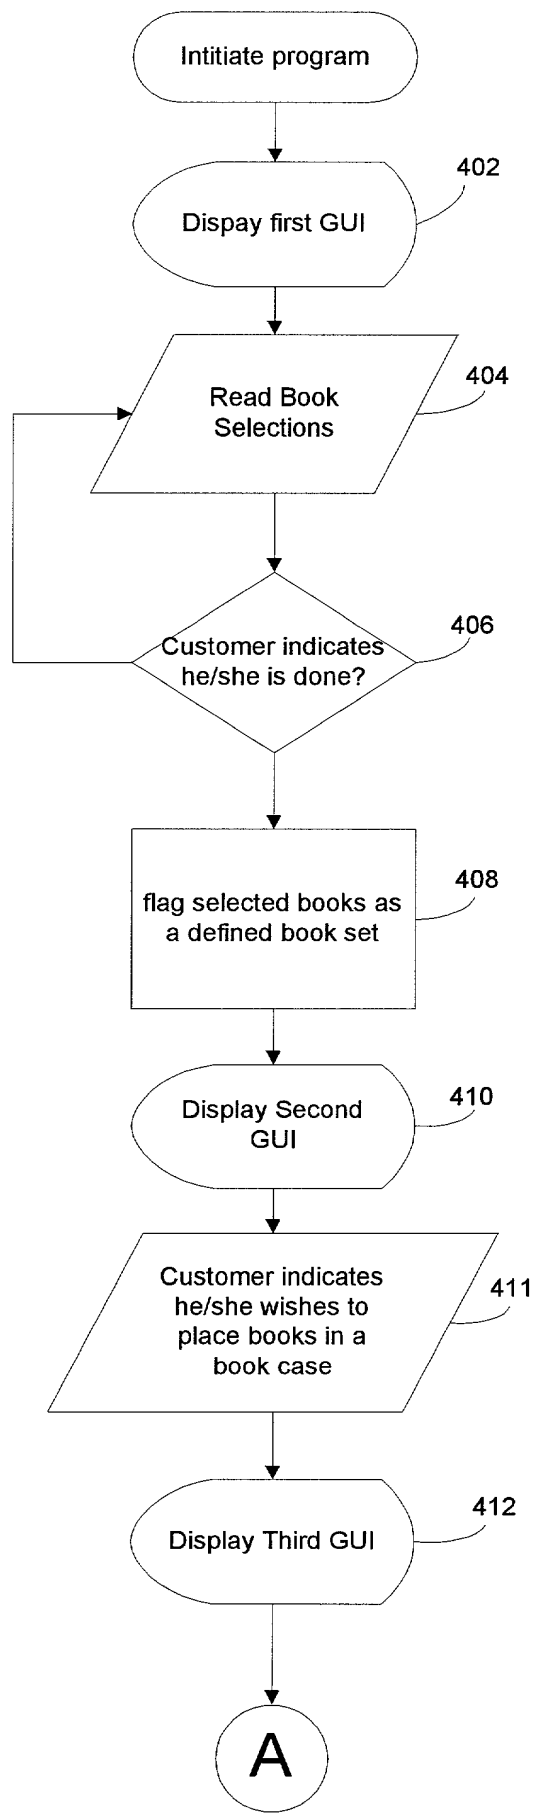 Intitiate program
402
Dispay first GUI
404
Read Book
Selections
406
Customer indicates
he/she is done?
408
flag selected books as
a defined book set
410
Display Second
GUI
411
Customer indicates
he/she wishes to
place books in a
book case
412
Display Third GUI
A